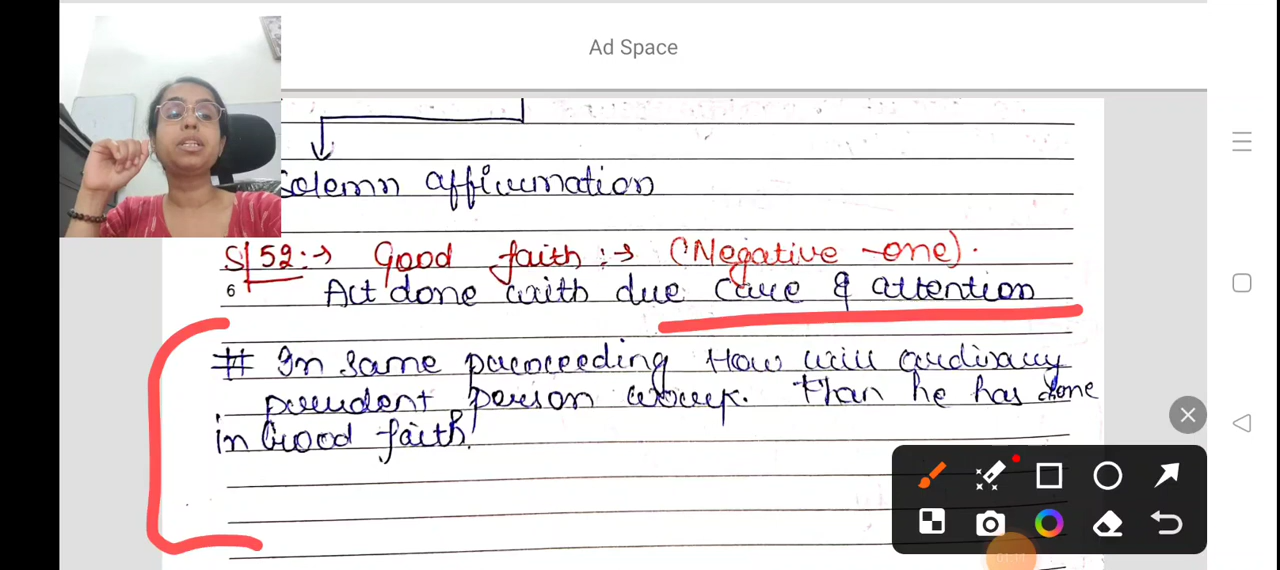 Ad Space
Solemn affirmation
S/52:→ Good faith:→ (Negative -one).
6 Act done with due care & attention
# In same proceeding How will ordinary
prudent person work. Than he has done
in Good faith.